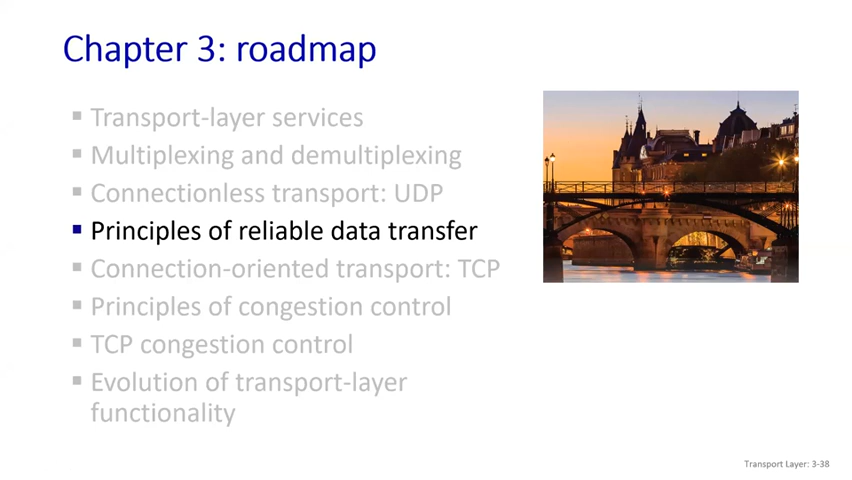 Chapter 3: roadmap
▪ Transport-layer services
▪ Multiplexing and demultiplexing
▪ Connectionless transport: UDP
▪ Principles of reliable data transfer
▪ Connection-oriented transport: TCP
▪ Principles of congestion control
▪ TCP congestion control
▪ Evolution of transport-layer
functionality
Transport Layer: 3-38